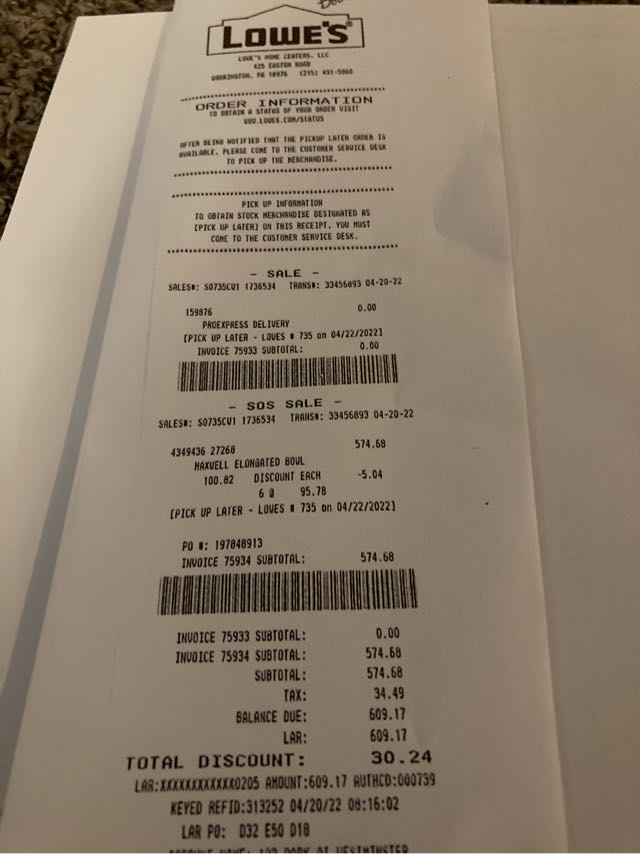 LOWE'S
LOWE'S HOME CENTERS, LLC
425 EASTON ROAD
WARRINGTON, PA 18976 (215) 491-5960
ORDER INFORMATION
TO OBTAIN A STATUS OF YOUR ORDER VISIT
WWW.LOWES.COM/STATUS
AFTER BEING NOTIFIED THAT THE PICKUP LATER ORDER IS
AVAILABLE, PLEASE COME TO THE CUSTOMER SERVICE DESK
TO PICK UP THE MERCHANDISE.
PICK UP INFORMATION
TO OBTAIN STOCK MERCHANDISE DESIGNATED AS
[PICK UP LATER] ON THIS RECEIPT, YOU MUST
COME TO THE CUSTOMER SERVICE DESK.
- SALE -
SALES#: S0735CU1 1736534 TRANS#: 33456893 04-20-22
159876 0.00
PROEXPRESS DELIVERY
[PICK UP LATER - LOWES # 735 on 04/22/2022]
INVOICE 75933 SUBTOTAL: 0.00
- SOS SALE -
SALES#: S0735CU1 1736534 TRANS#: 33456893 04-20-22
4349436 27268 574.68
MAXWELL ELONGATED BOWL
100.82 DISCOUNT EACH -5.04
6 @ 95.78
[PICK UP LATER - LOWES # 735 on 04/22/2022]
PO #: 197848913
INVOICE 75934 SUBTOTAL: 574.68
INVOICE 75933 SUBTOTAL: 0.00
INVOICE 75934 SUBTOTAL: 574.68
SUBTOTAL: 574.68
TAX: 34.49
BALANCE DUE: 609.17
LAR: 609.17
TOTAL DISCOUNT: 30.24
LAR:XXXXXXXXXXXX0205 AMOUNT:609.17 AUTHCD:000739
KEYED REFID:313252 04/20/22 08:16:02
LAR PO: D32 E50 D18